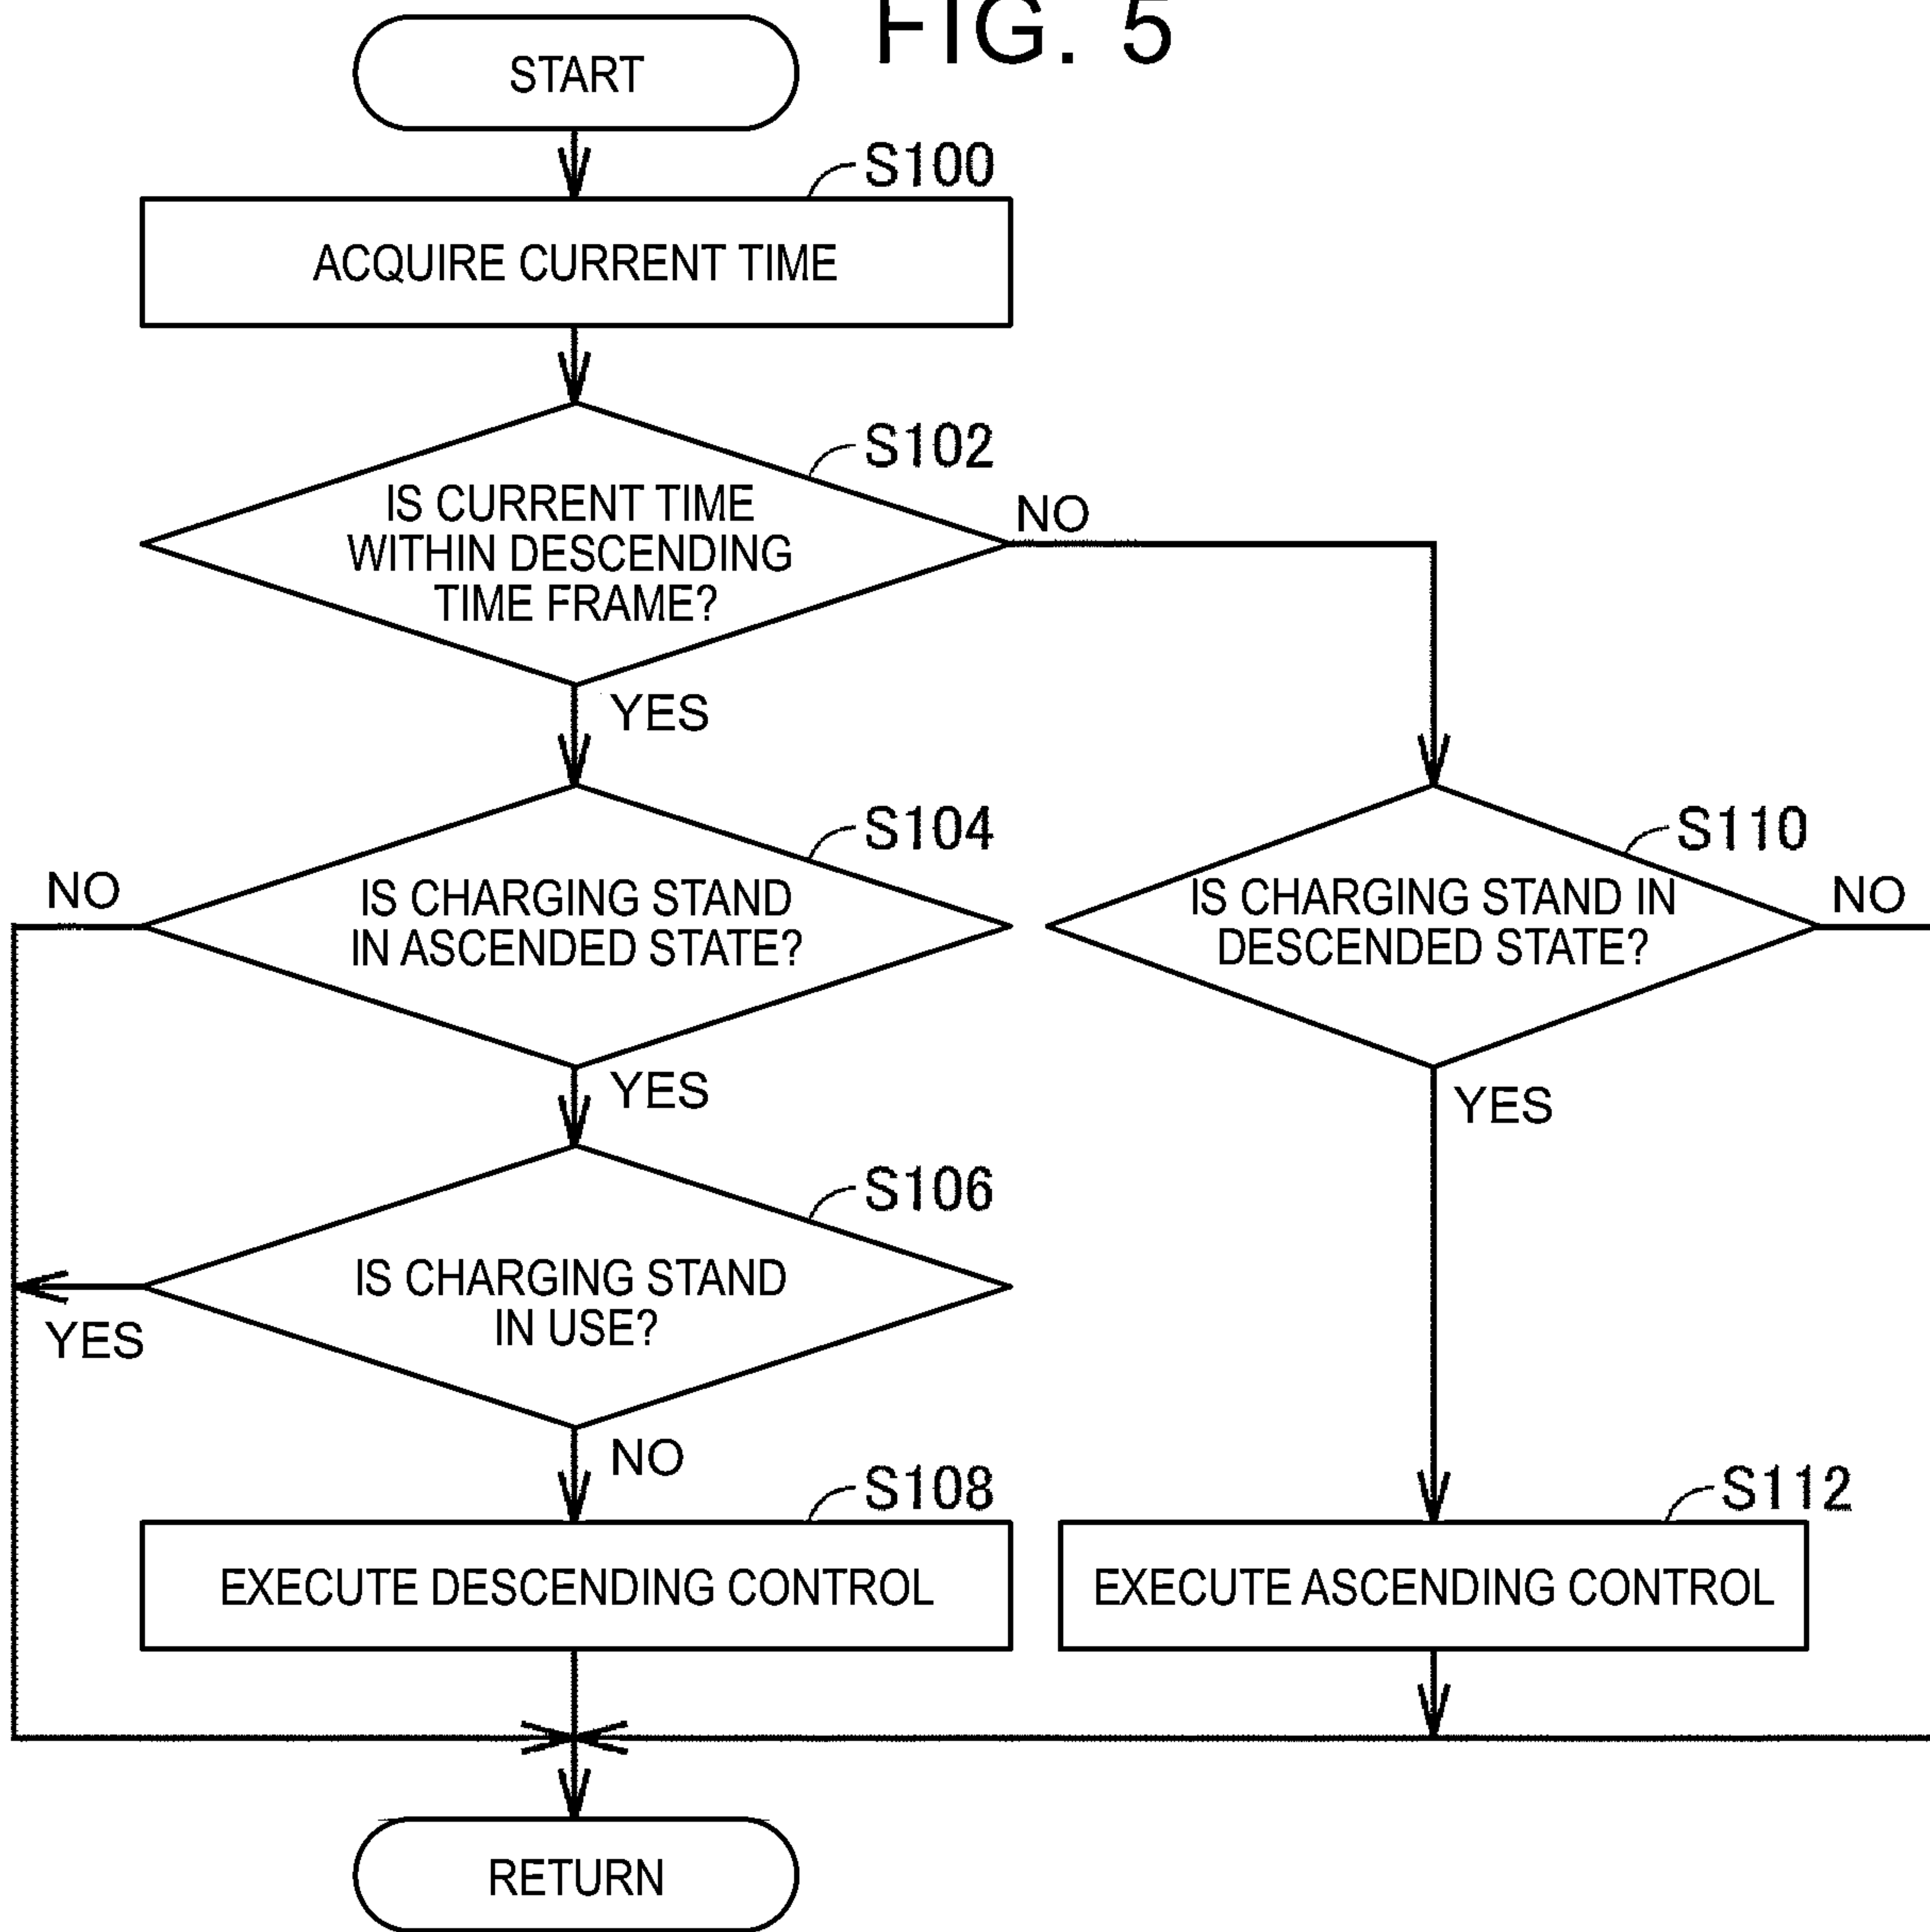 FIG. 5
START
S100
ACQUIRE CURRENT TIME
S102
IS CURRENT TIME
WITHIN DESCENDING
TIME FRAME?
NO
YES
S104
IS CHARGING STAND
IN ASCENDED STATE?
NO
YES
S110
IS CHARGING STAND IN
DESCENDED STATE?
NO
YES
S106
IS CHARGING STAND
IN USE?
YES
NO
S108
EXECUTE DESCENDING CONTROL
S112
EXECUTE ASCENDING CONTROL
RETURN